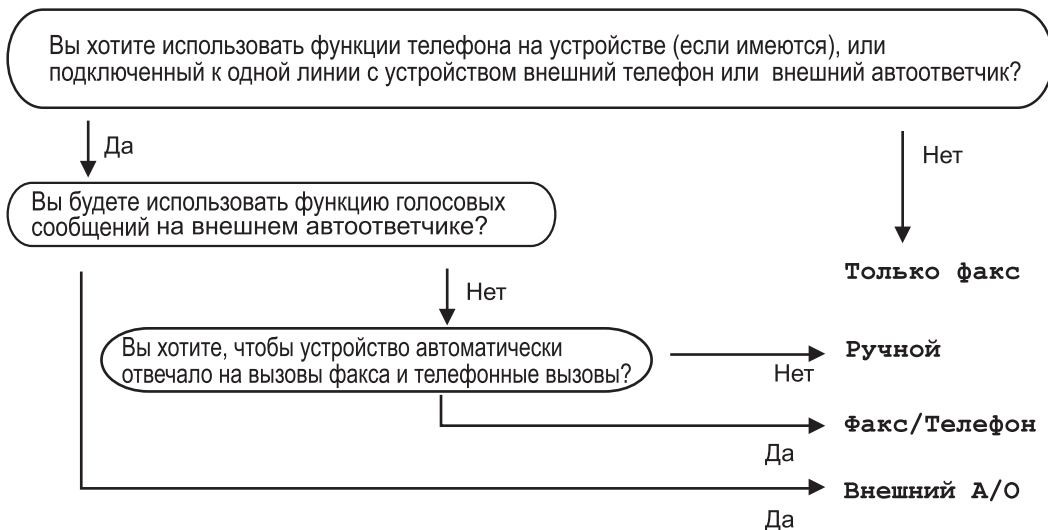 Вы хотите использовать функции телефона на устройстве (если имеются), или
подключенный к одной линии с устройством внешний телефон или внешний автоответчик?
Да
Нет
Вы будете использовать функцию голосовых
сообщений на внешнем автоответчике?
Только факс
Нет
Вы хотите, чтобы устройство автоматически
отвечало на вызовы факса и телефонные вызовы?
Нет
Ручной
Да
Факс/Телефон
Да
Внешний А/О